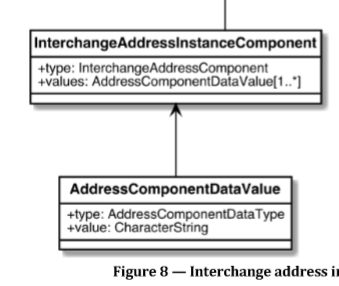 InterchangeAddressInstanceComponent
+type: InterchangeAddressComponent
+values: AddressComponentDataValue[1..*]
AddressComponentDataValue
+type: AddressComponentDataType
+value: CharacterString
Figure 8 — Interchange address